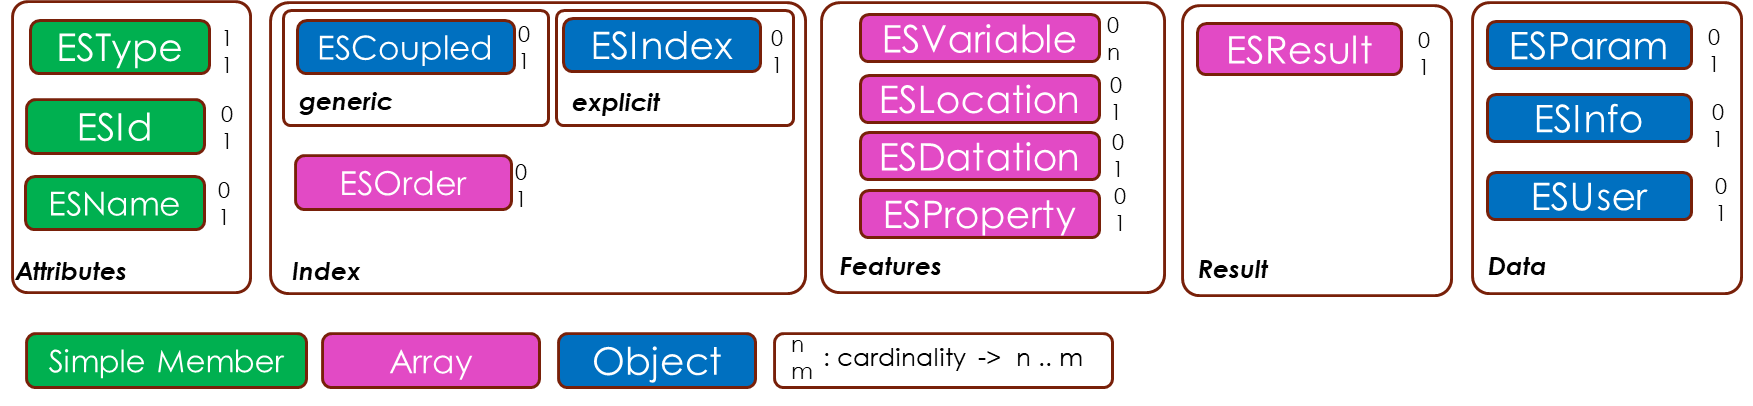 ESType
1
1
ESId
0
1
ESName
0
1
Attributes
ESCoupled
0
1
generic
ESIndex
0
1
explicit
ESOrder
0
1
Index
ESVariable
0
n
ESLocation
0
1
ESDatation
0
1
ESProperty
0
1
Features
ESResult
0
1
Result
ESParam
0
1
ESInfo
0
1
ESUser
0
1
Data
Simple Member
Array
Object
n
m
: cardinality -> n .. m